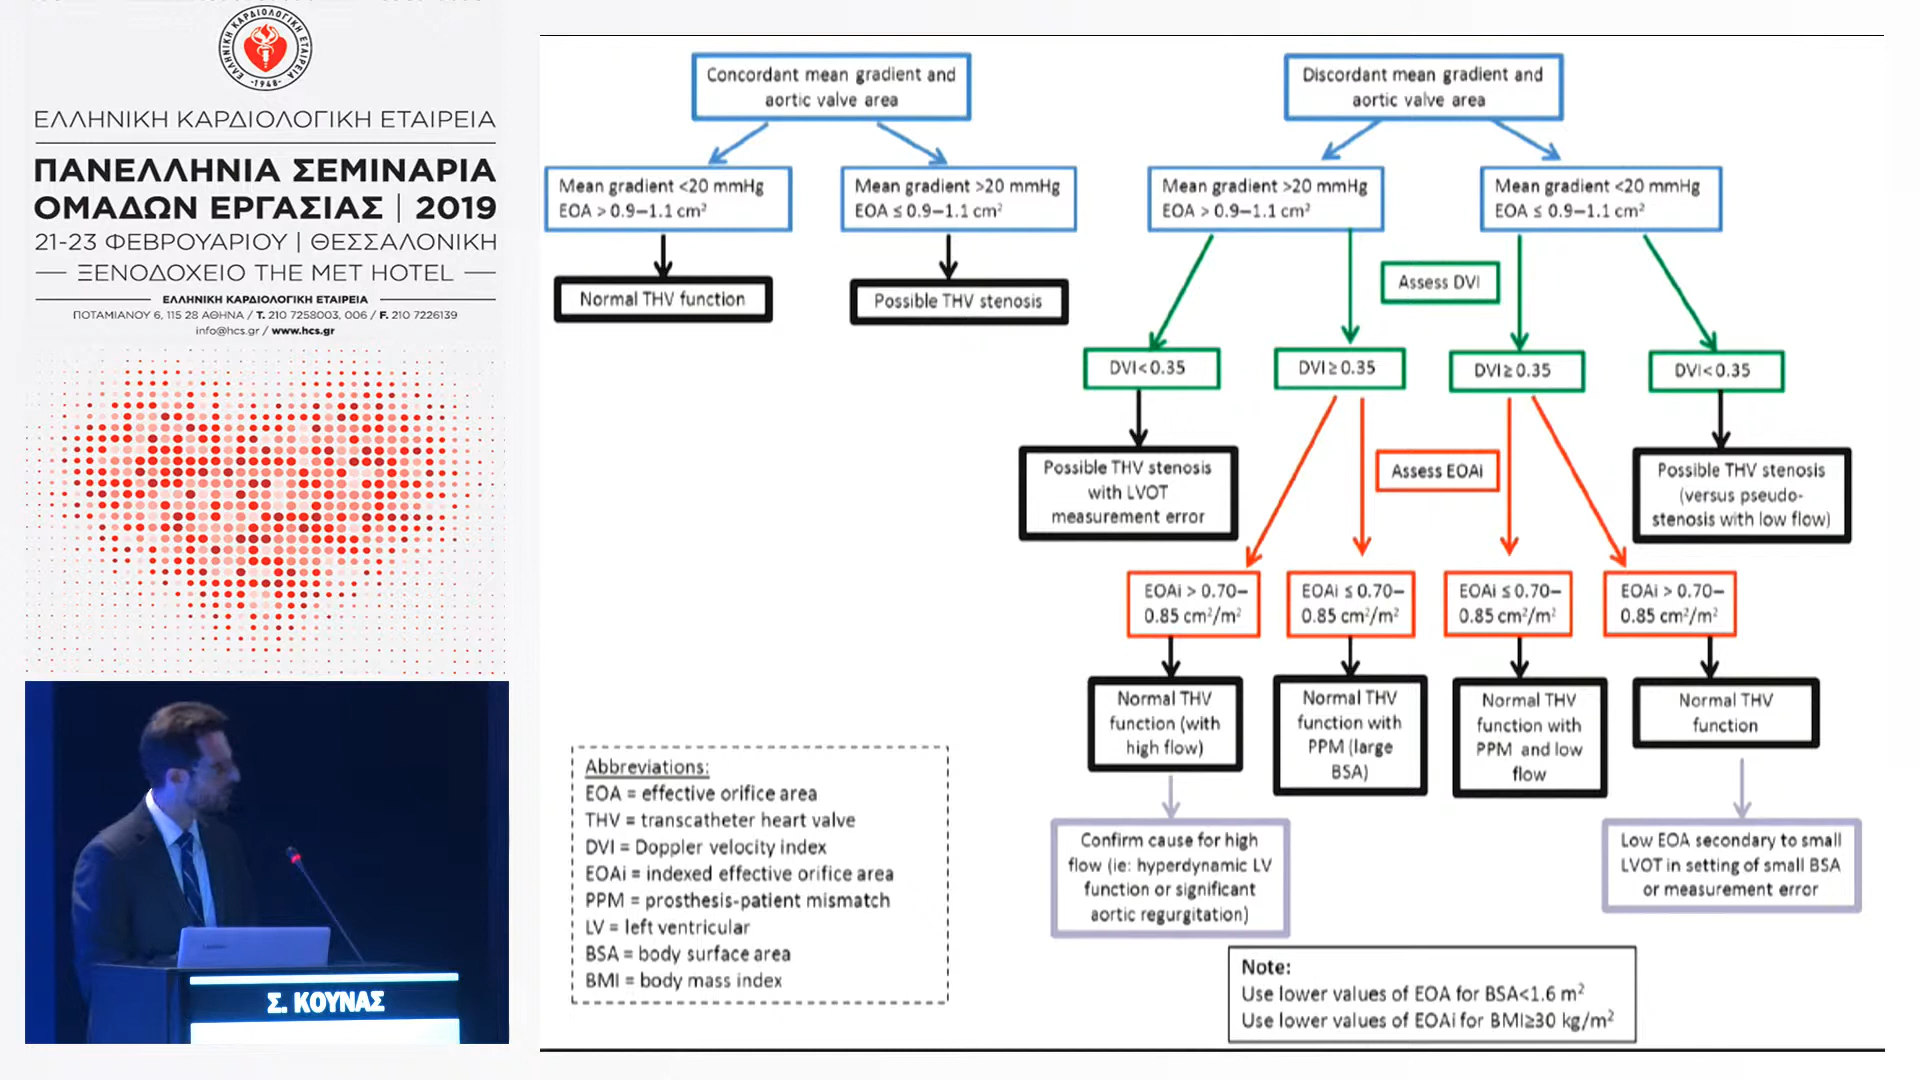 ΕΛΛΗΝΙΚΗ ΚΑΡΔΙΟΛΟΓΙΚΗ ΕΤΑΙΡΕΙΑ
·1948·
ΕΛΛΗΝΙΚΗ ΚΑΡΔΙΟΛΟΓΙΚΗ ΕΤΑΙΡΕΙΑ
ΠΑΝΕΛΛΗΝΙΑ ΣΕΜΙΝΑΡΙΑ
ΟΜΑΔΩΝ ΕΡΓΑΣΙΑΣ | 2019
21-23 ΦΕΒΡΟΥΑΡΙΟΥ | ΘΕΣΣΑΛΟΝΙΚΗ
ΞΕΝΟΔΟΧΕΙΟ THE MET HOTEL
ΕΛΛΗΝΙΚΗ ΚΑΡΔΙΟΛΟΓΙΚΗ ΕΤΑΙΡΕΙΑ
ΠΟΤΑΜΙΑΝΟΥ 6, 115 28 ΑΘΗΝΑ / Τ. 210 7258003, 006 / F. 210 7226139
info@hcs.gr / www.hcs.gr
Σ. ΚΟΥΝΑΣ
Concordant mean gradient and
aortic valve area
Discordant mean gradient and
aortic valve area
Mean gradient <20 mmHg
EOA > 0.9–1.1 cm²
Mean gradient >20 mmHg
EOA ≤ 0.9–1.1 cm²
Mean gradient >20 mmHg
EOA > 0.9–1.1 cm²
Mean gradient <20 mmHg
EOA ≤ 0.9–1.1 cm²
Normal THV function
Possible THV stenosis
Assess DVI
DVI<0.35
DVI≥0.35
DVI≥0.35
DVI<0.35
Possible THV stenosis
with LVOT
measurement error
Assess EOAi
Possible THV stenosis
(versus pseudo-
stenosis with low flow)
EOAi > 0.70–
0.85 cm²/m²
EOAi ≤ 0.70–
0.85 cm²/m²
EOAi ≤ 0.70–
0.85 cm²/m²
EOAi > 0.70–
0.85 cm²/m²
Normal THV
function (with
high flow)
Normal THV
function with
PPM (large
BSA)
Normal THV
function with
PPM and low
flow
Normal THV
function
Confirm cause for high
flow (ie: hyperdynamic LV
function or significant
aortic regurgitation)
Low EOA secondary to small
LVOT in setting of small BSA
or measurement error
Abbreviations:
EOA = effective orifice area
THV = transcatheter heart valve
DVI = Doppler velocity index
EOAi = indexed effective orifice area
PPM = prosthesis-patient mismatch
LV = left ventricular
BSA = body surface area
BMI = body mass index
Note:
Use lower values of EOA for BSA<1.6 m²
Use lower values of EOAi for BMI≥30 kg/m²